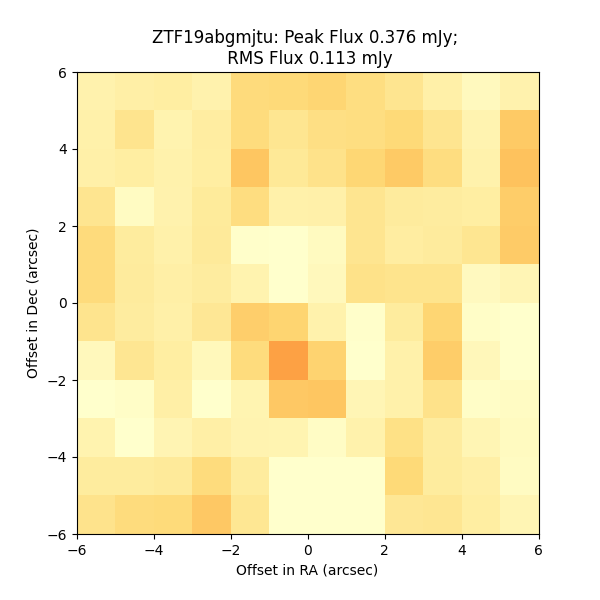 ZTF19abgmjtu: Peak Flux 0.376 mJy;
RMS Flux 0.113 mJy
6
4
2
0
−2
−4
−6
Offset in Dec (arcsec)
−6 −4 −2 0 2 4 6
Offset in RA (arcsec)